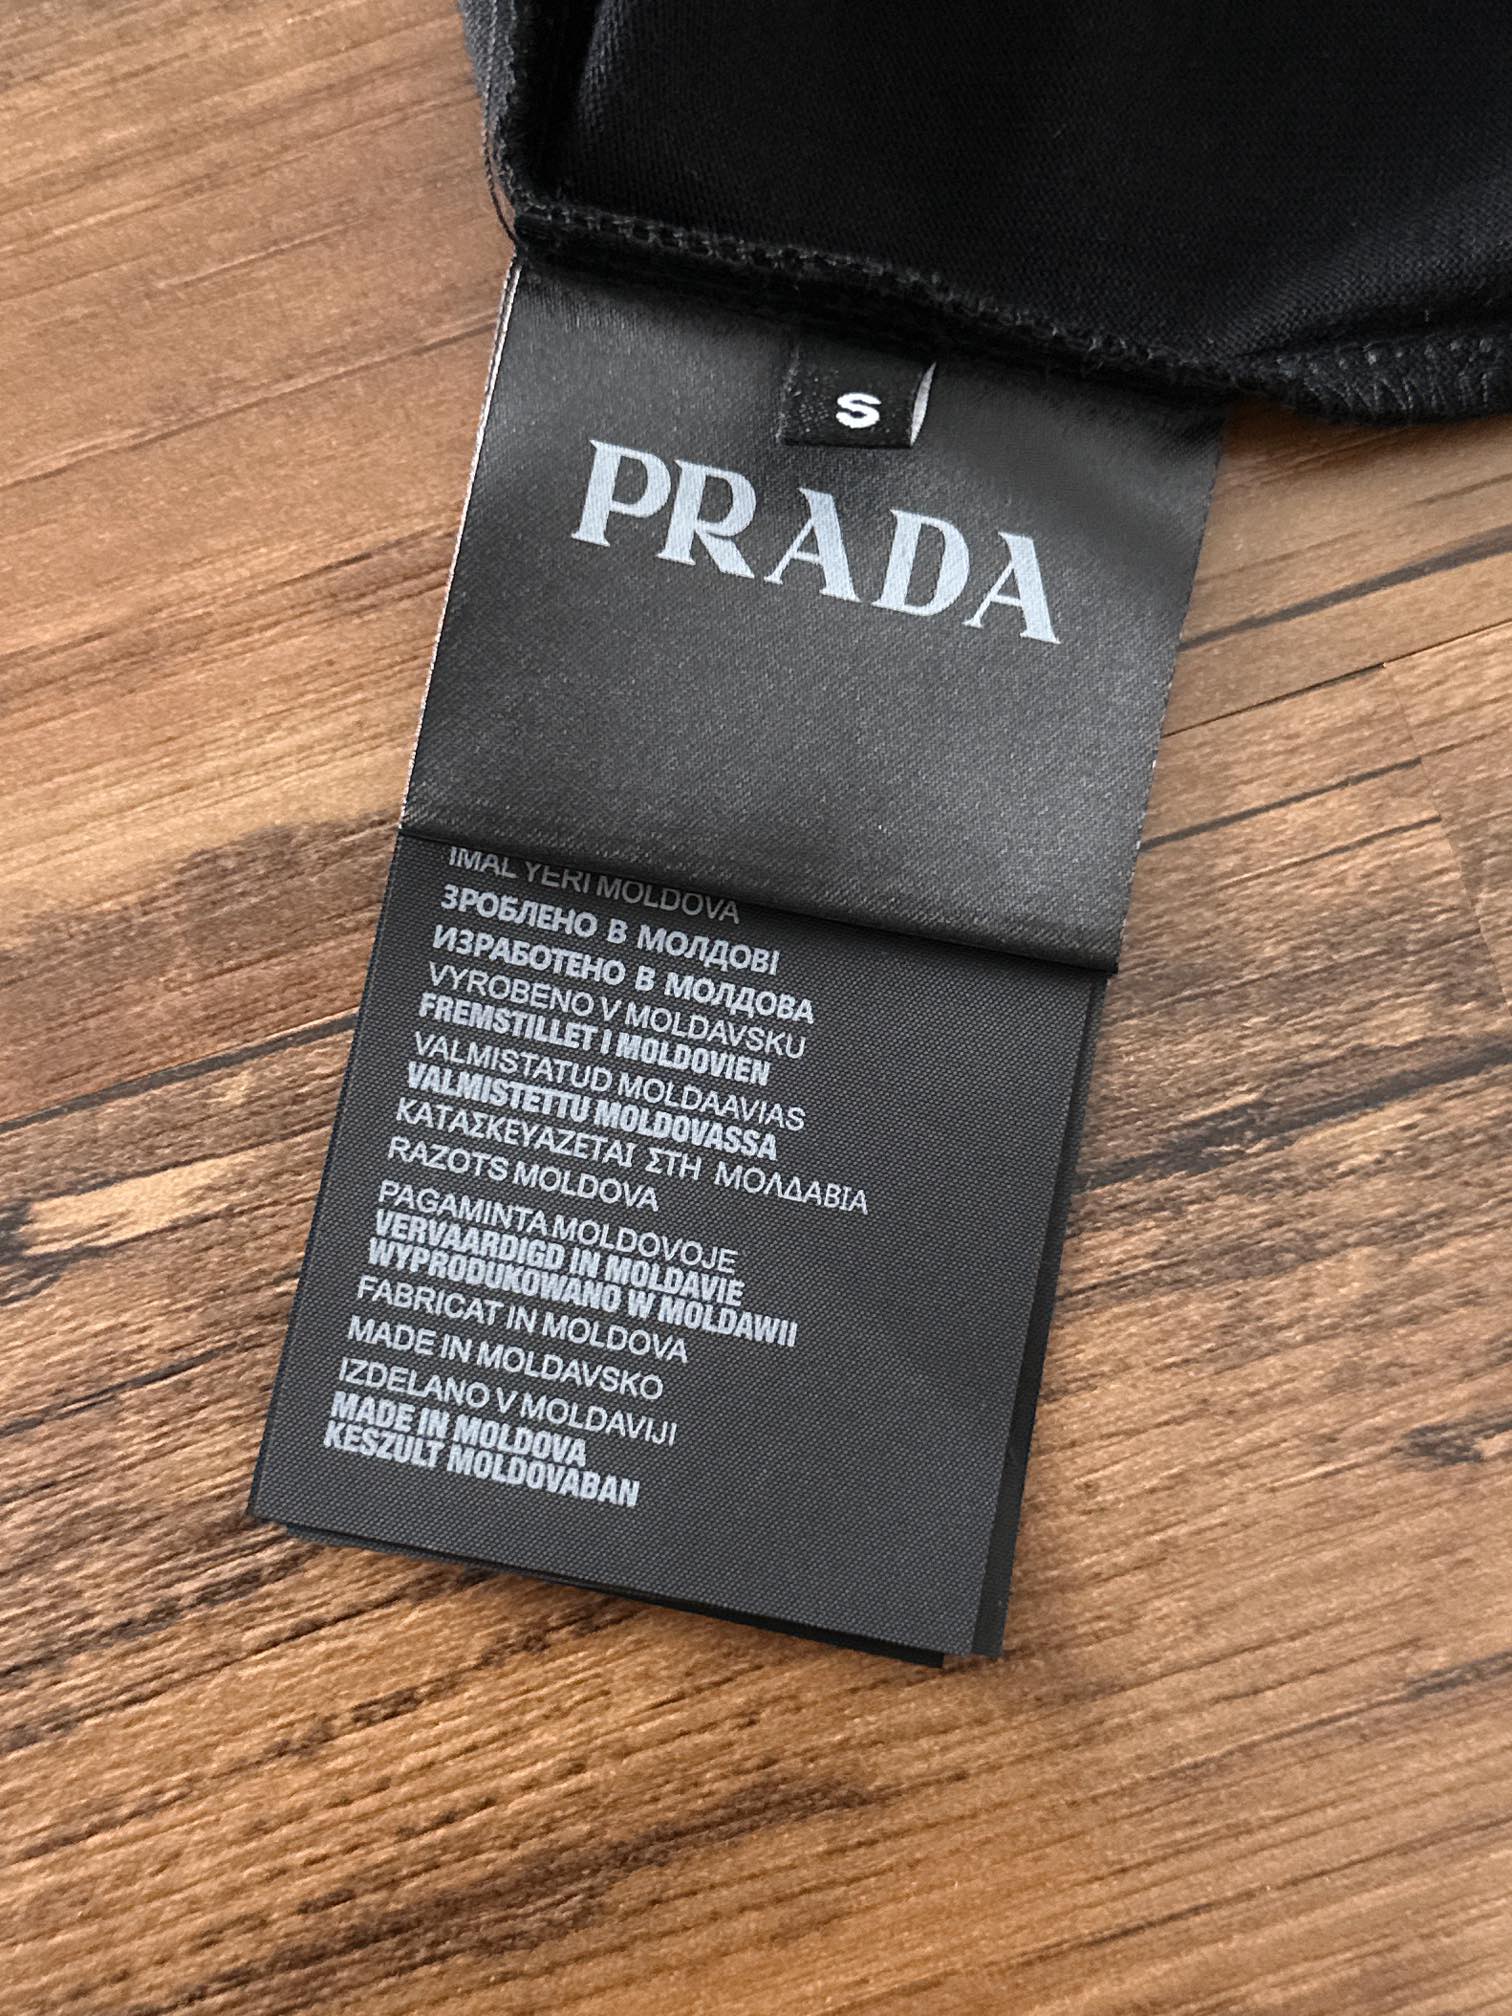 S
PRADA
IMAL YERI MOLDOVA
ЗРОБЛЕНО В МОЛДОВІ
ИЗРАБОТЕНО В МОЛДОВА
VYROBENO V MOLDAVSKU
FREMSTILLET I MOLDOVIEN
VALMISTATUD MOLDAAVIAS
VALMISTETTU MOLDOVASSA
ΚΑΤΑΣΚΕΥΑΖΕΤΑΙ ΣΤΗ ΜΟΛΔΑΒΙΑ
RAZOTS MOLDOVA
PAGAMINTA MOLDOVOJE
VERVAARDIGD IN MOLDAVIE
WYPRODUKOWANO W MOLDAWII
FABRICAT IN MOLDOVA
MADE IN MOLDAVSKO
IZDELANO V MOLDAVIJI
MADE IN MOLDOVA
KESZULT MOLDOVABAN